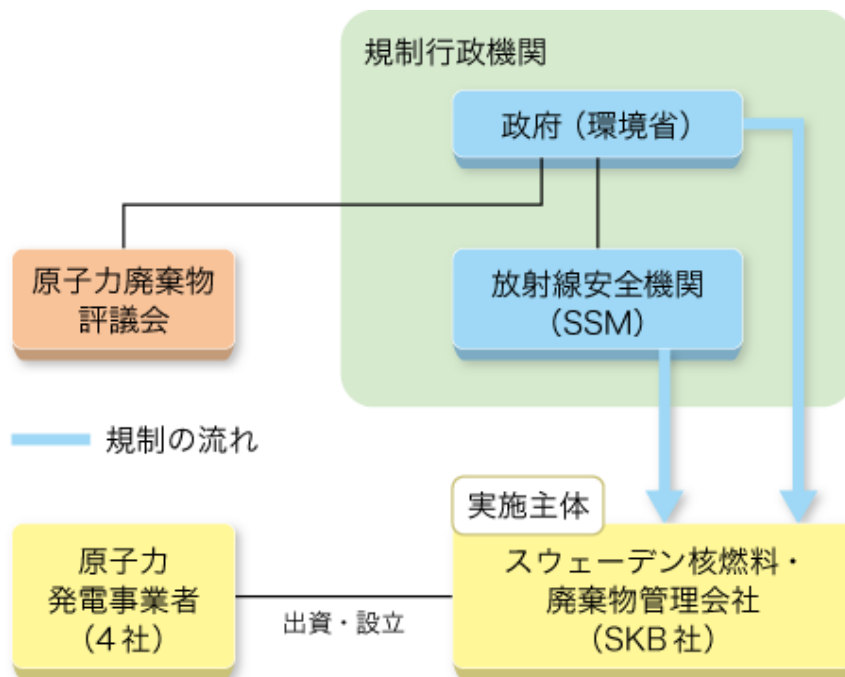 規制行政機関
政府（環境省）
原子力廃棄物
評議会
放射線安全機関
（SSM）
規制の流れ
実施主体
原子力
発電事業者
（4社）
出資・設立
スウェーデン核燃料・
廃棄物管理会社
（SKB社）